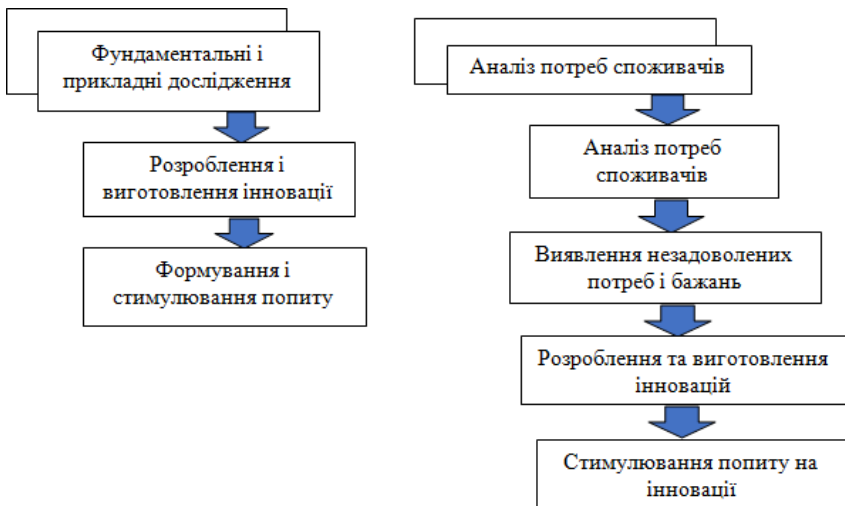 Фундаментальні і
прикладні дослідження
Розроблення і
виготовлення інновації
Формування і
стимулювання попиту
Аналіз потреб споживачів
Аналіз потреб
споживачів
Виявлення незадоволених
потреб і бажань
Розроблення та виготовлення
інновацій
Стимулювання попиту на
інновації